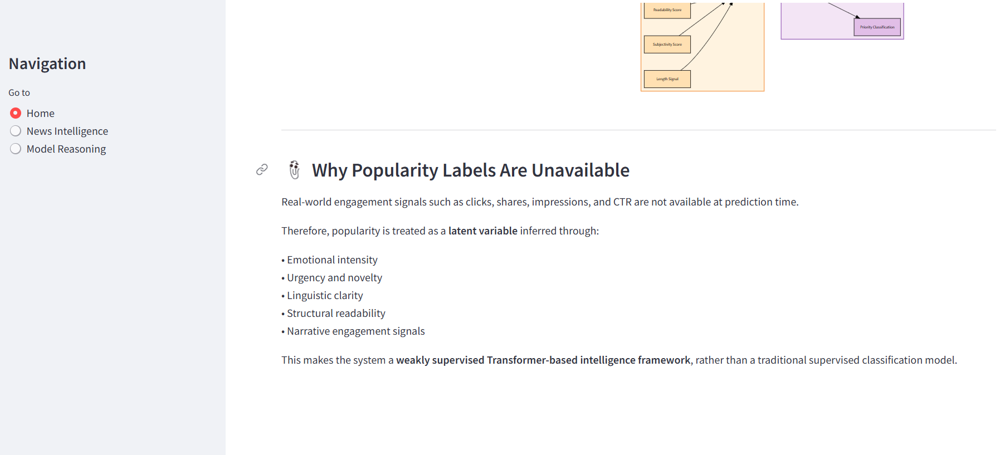 Readability Score
Priority Classification
Subjectivity Score
Length Signal
Navigation
Go to
Home
News Intelligence
Model Reasoning
Why Popularity Labels Are Unavailable
Real-world engagement signals such as clicks, shares, impressions, and CTR are not available at prediction time.
Therefore, popularity is treated as a latent variable inferred through:
• Emotional intensity
• Urgency and novelty
• Linguistic clarity
• Structural readability
• Narrative engagement signals
This makes the system a weakly supervised Transformer-based intelligence framework, rather than a traditional supervised classification model.